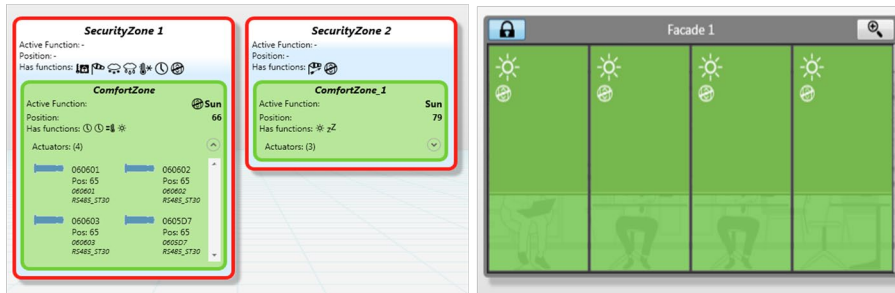 SecurityZone 1
Active Function: -
Position: -
Has functions:
ComfortZone
Active Function: Sun
Position: 66
Has functions:
Actuators: (4)
060601 060602
Pos: 65 Pos: 65
060601 060602
RS485_ST30 RS485_ST30
060603 0605D7
Pos: 65 Pos: 65
060603 0605D7
RS485_ST30 RS485_ST30
SecurityZone 2
Active Function: -
Position: -
Has functions:
ComfortZone_1
Active Function: Sun
Position: 79
Has functions: zZ
Actuators: (3)
Facade 1